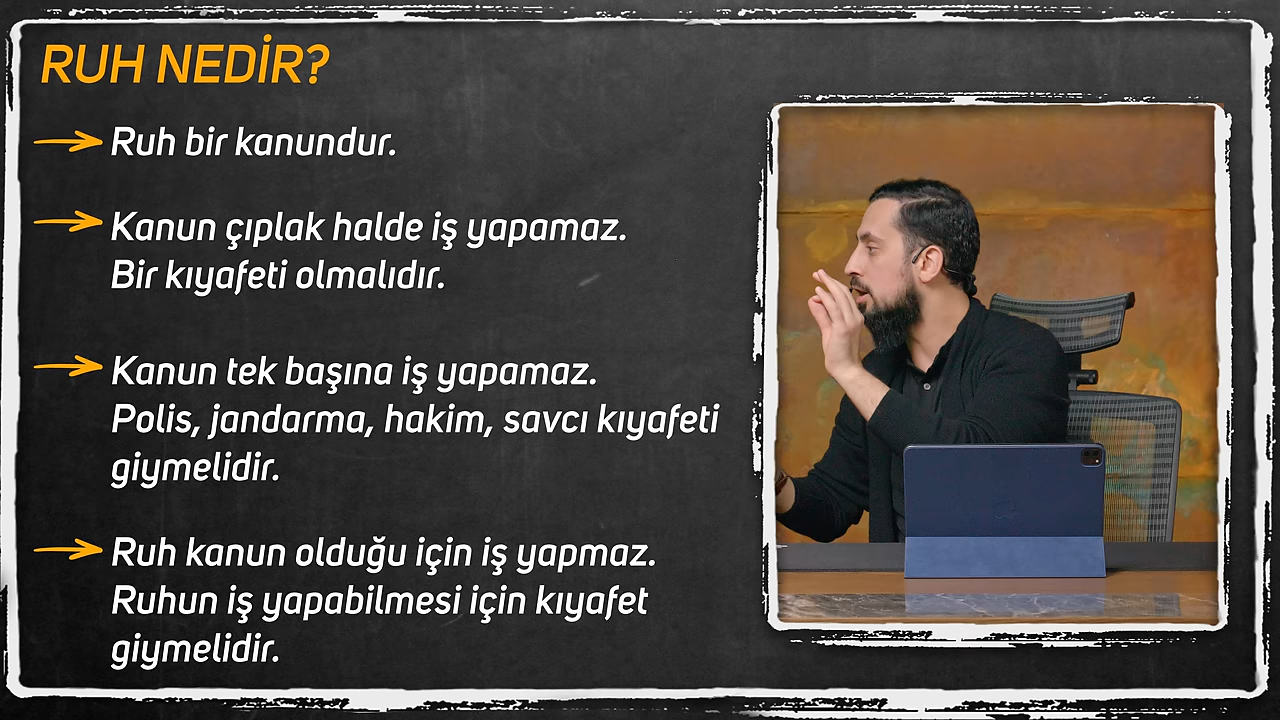 RUH NEDİR?
Ruh bir kanundur.
Kanun çıplak halde iş yapamaz.
Bir kıyafeti olmalıdır.
Kanun tek başına iş yapamaz.
Polis, jandarma, hakim, savcı kıyafeti
giymelidir.
Ruh kanun olduğu için iş yapmaz.
Ruhun iş yapabilmesi için kıyafet
giymelidir.